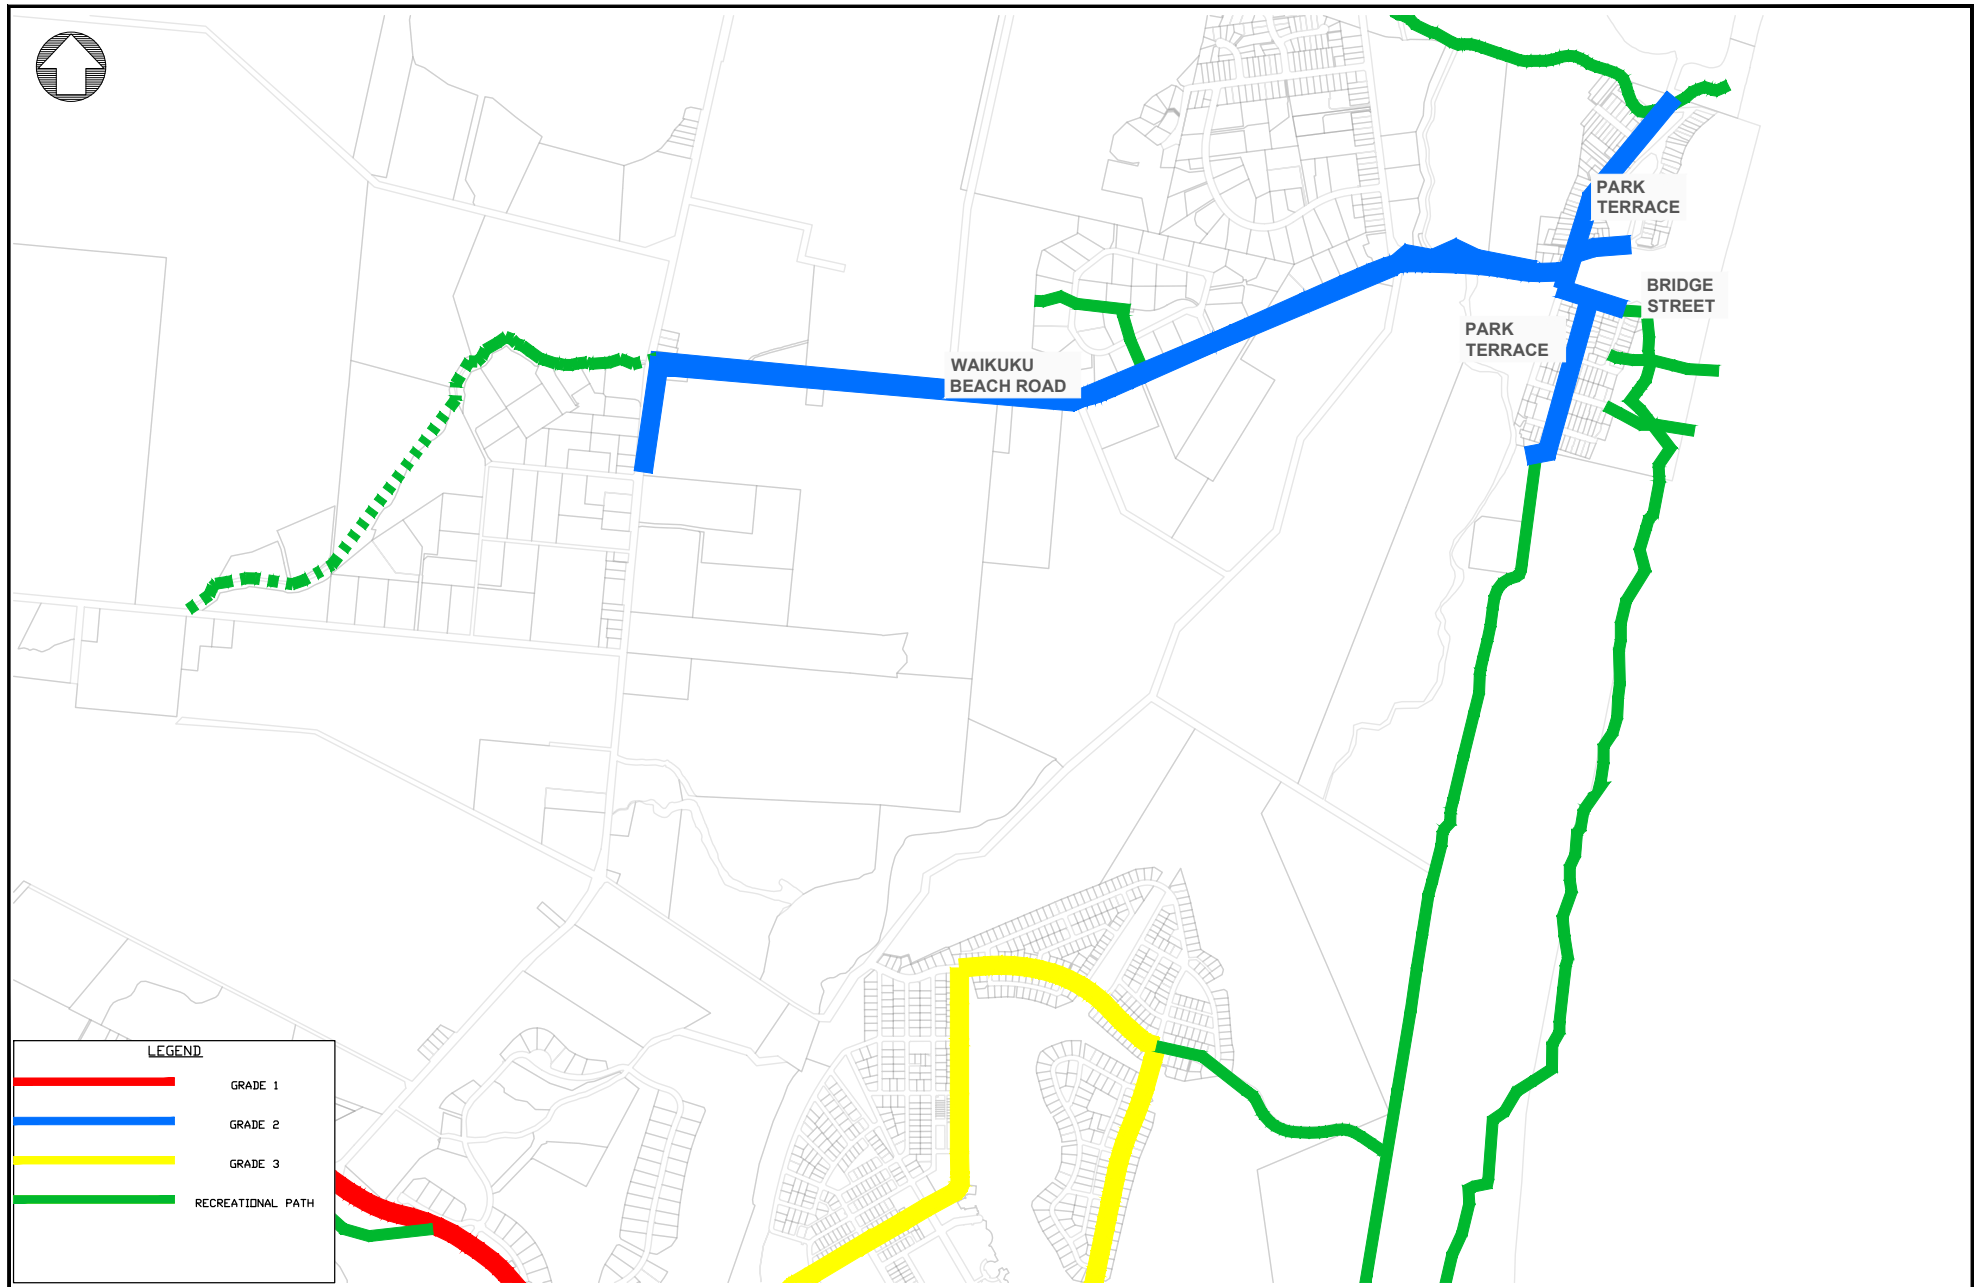 PARK
TERRACE
BRIDGE
STREET
PARK
TERRACE
WAIKUKU
BEACH ROAD
LEGEND
GRADE 1
GRADE 2
GRADE 3
RECREATIONAL PATH